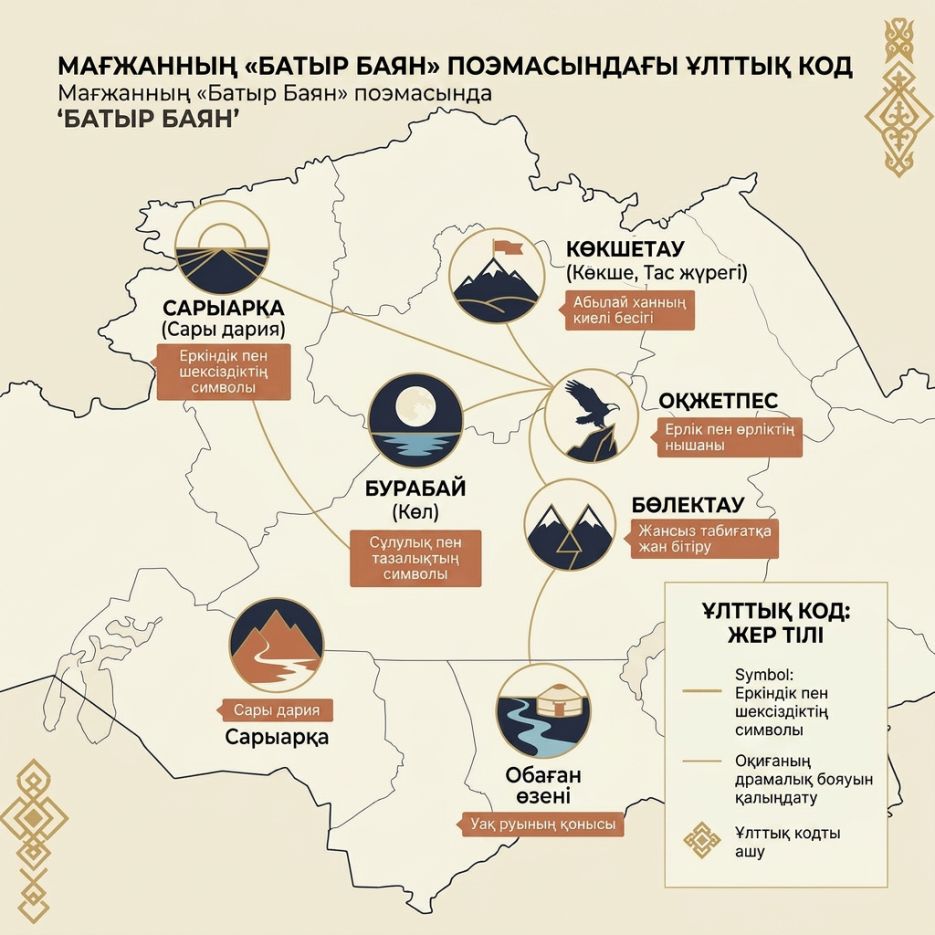 МАҒЖАННЫҢ «БАТЫР БАЯН» ПОЭМАСЫНДАҒЫ ҰЛТТЫҚ КОД
Мағжанның «Батыр Баян» поэмасында
‘БАТЫР БАЯН’
САРЫАРҚА
(Сары дария)
Еркіндік пен
шексіздіктің
символы
КӨКШЕТАУ
(Көкше, Тас жүрегі)
Абылай ханның
киелі бесігі
ОҚЖЕТПЕС
Ерлік пен өрліктің
нышаны
БУРАБАЙ
(Көл)
Сұлулық пен
тазалықтың
символы
БӨЛЕКТАУ
Жансыз табиғатқа
жан бітіру
Сары дария
Сарыарқа
Обаған
өзені
Уақ руының қонысы
ҰЛТТЫҚ КОД:
ЖЕР ТІЛІ
Symbol:
Еркіндік пен
шексіздіктің
символы
Оқиғаның
драмалық бояуын
қалыңдату
Ұлттық кодты
ашу